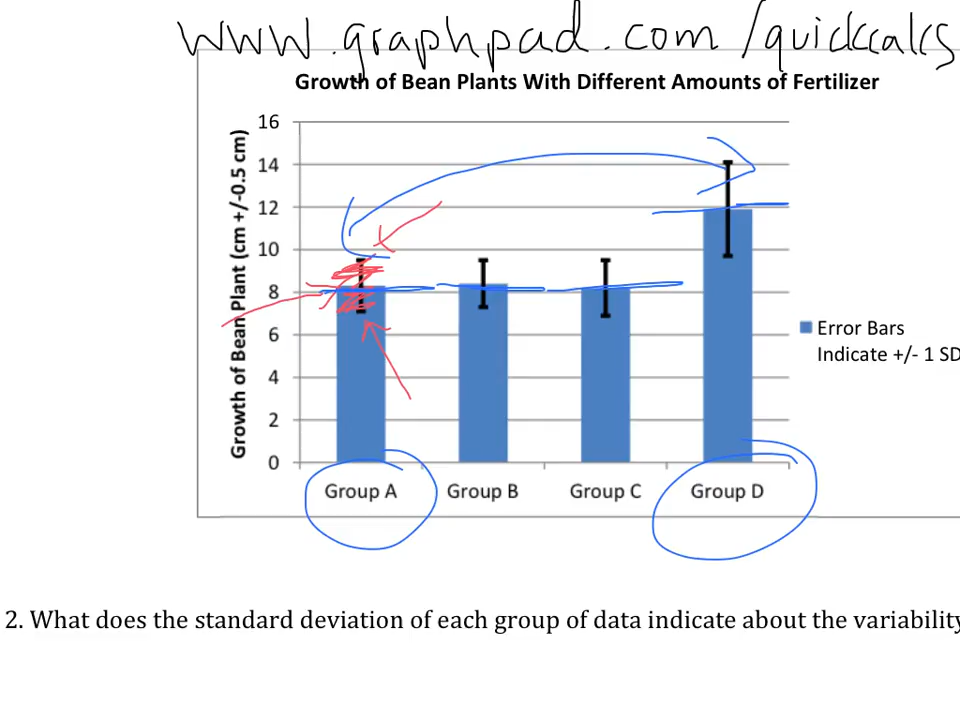 www.graphpad.com/quickcalcs
Growth of Bean Plants With Different Amounts of Fertilizer
Growth of Bean Plant (cm +/-0.5 cm)
16
14
12
10
8
6
4
2
0
Group A Group B Group C Group D
Error Bars
Indicate +/- 1 SD
2. What does the standard deviation of each group of data indicate about the variability